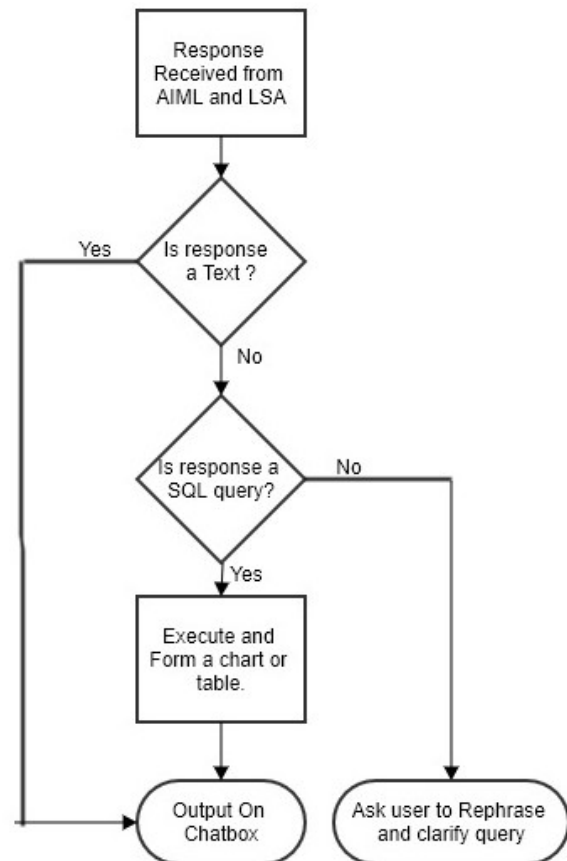 Response
Received from
AIML and LSA
Is response
a Text ?
Yes
No
Is response a
SQL query?
No
Yes
Execute and
Form a chart or
table.
Output On
Chatbox
Ask user to Rephrase
and clarify query